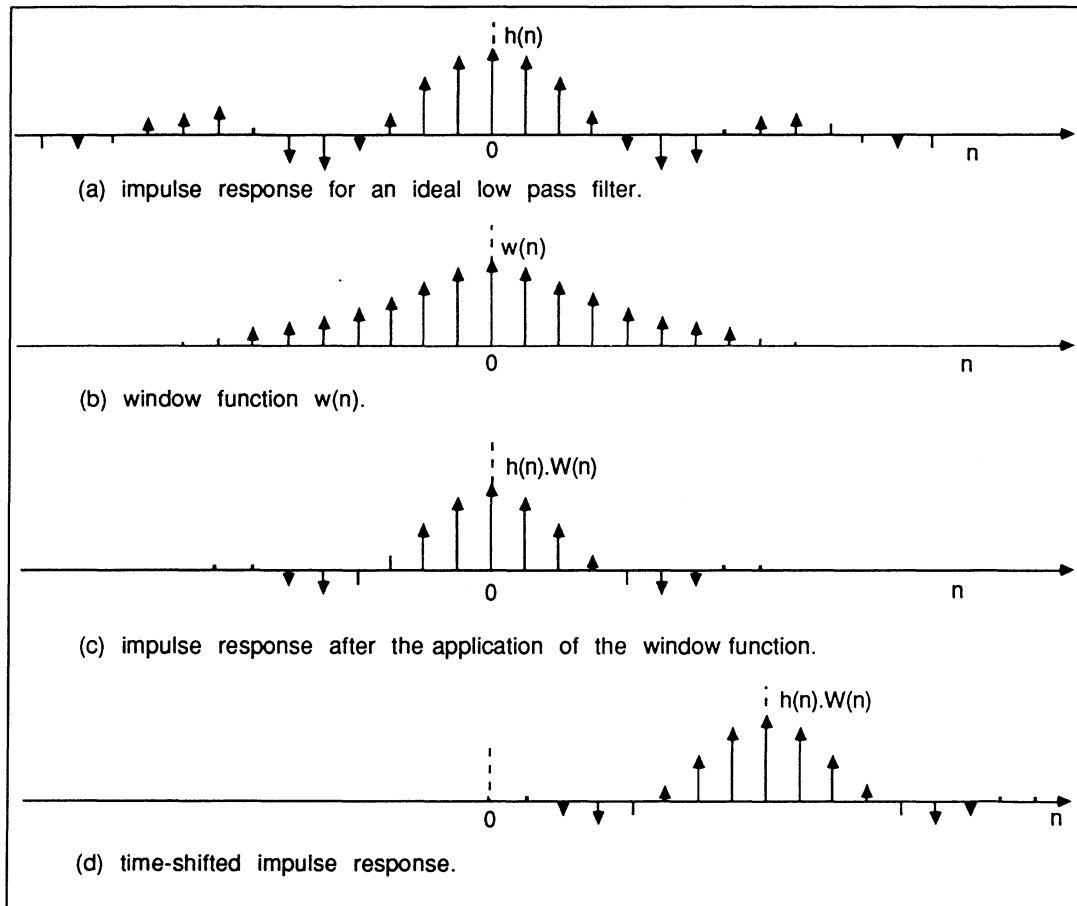 h(n)
0
n
(a) impulse response for an ideal low pass filter.
w(n)
0
n
(b) window function w(n).
h(n).W(n)
0
n
(c) impulse response after the application of the window function.
h(n).W(n)
0
n
(d) time-shifted impulse response.